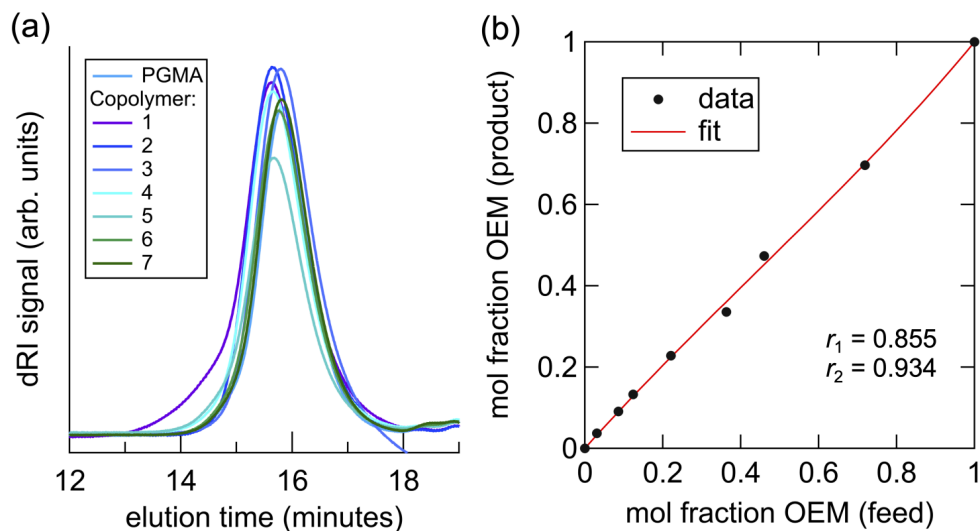 (a)
PGMA
Copolymer:
1
2
3
4
5
6
7
dRI signal (arb. units)
12
14
16
18
elution time (minutes)
(b)
data
fit
1
0.8
0.6
0.4
0.2
0
r1 = 0.855
r2 = 0.934
mol fraction OEM (product)
0
0.2
0.4
0.6
0.8
1
mol fraction OEM (feed)